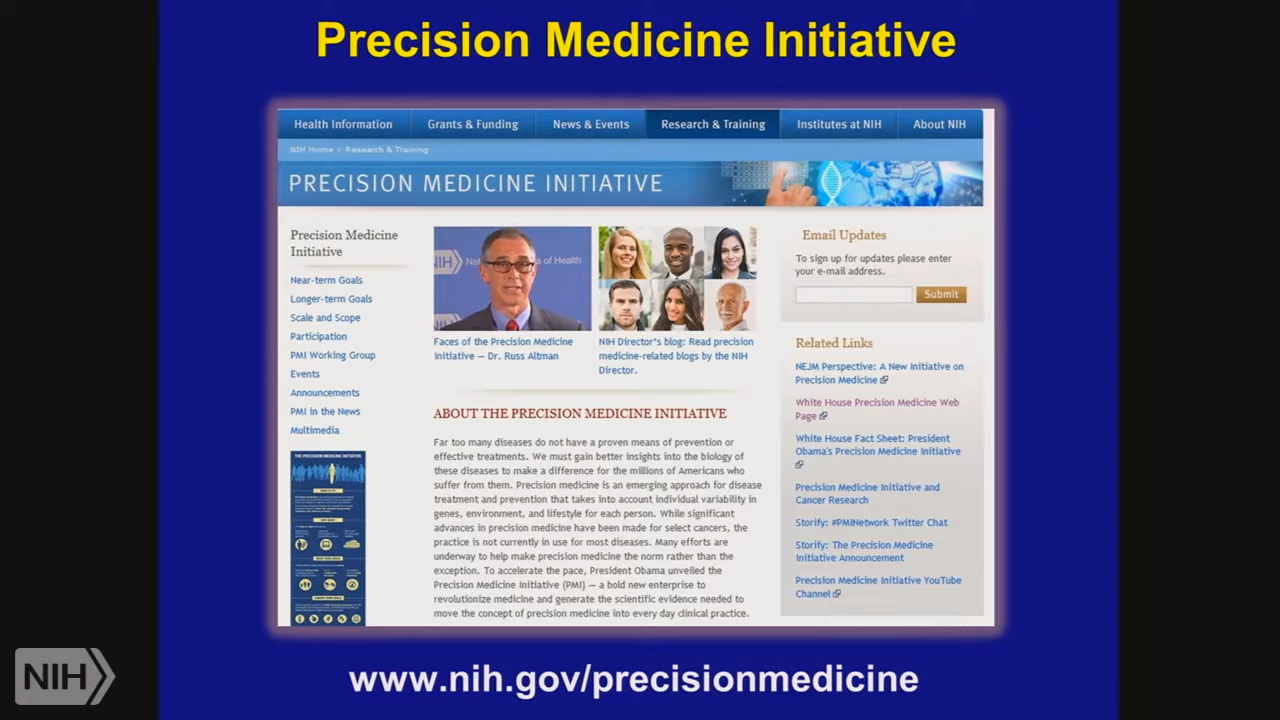 Precision Medicine Initiative
Health Information
Grants & Funding
News & Events
Research & Training
Institutes at NIH
About NIH
NIH Home > Research & Training
PRECISION MEDICINE INITIATIVE
Precision Medicine
Initiative
Near-term Goals
Longer-term Goals
Scale and Scope
Participation
PMI Working Group
Events
Announcements
PMI in the News
Multimedia
THE PRECISION MEDICINE INITIATIVE
NIH
of Health
Faces of the Precision Medicine
Initiative — Dr. Russ Altman
NIH Director's blog: Read precision
medicine-related blogs by the NIH
Director.
ABOUT THE PRECISION MEDICINE INITIATIVE
Far too many diseases do not have a proven means of prevention or
effective treatments. We must gain better insights into the biology of
these diseases to make a difference for the millions of Americans who
suffer from them. Precision medicine is an emerging approach for disease
treatment and prevention that takes into account individual variability in
genes, environment, and lifestyle for each person. While significant
advances in precision medicine have been made for select cancers, the
practice is not currently in use for most diseases. Many efforts are
underway to help make precision medicine the norm rather than the
exception. To accelerate the pace, President Obama unveiled the
Precision Medicine Initiative (PMI) — a bold new enterprise to
revolutionize medicine and generate the scientific evidence needed to
move the concept of precision medicine into every day clinical practice.
Email Updates
To sign up for updates please enter
your e-mail address.
Submit
Related Links
NEJM Perspective: A New Initiative on
Precision Medicine
White House Precision Medicine Web
Page
White House Fact Sheet: President
Obama's Precision Medicine Initiative
Precision Medicine Initiative and
Cancer Research
Storify: #PMINetwork Twitter Chat
Storify: The Precision Medicine
Initiative Announcement
Precision Medicine Initiative YouTube
Channel
NIH
www.nih.gov/precisionmedicine